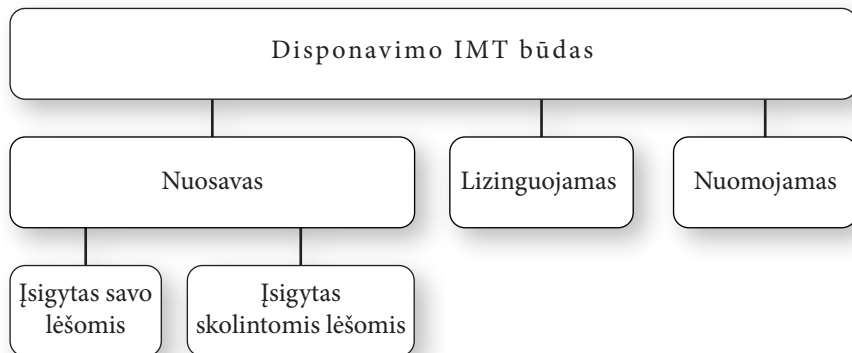 Disponavimo IMT būdas
Nuosavas
Lizinguojamas
Nuomojamas
Įsigytas savo
lėšomis
Įsigytas
skolintomis lėšomis